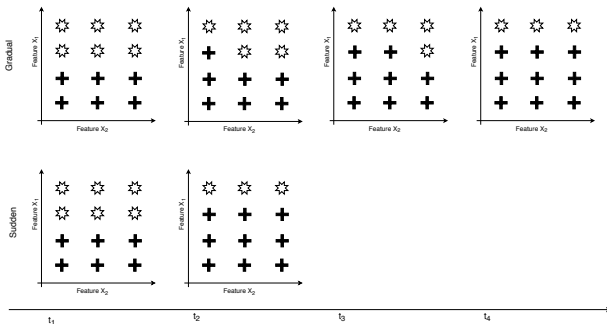 Gradual
Feature X1
Feature X2
Feature X1
Feature X2
Feature X1
Feature X2
Feature X1
Feature X2
Sudden
Feature X1
Feature X2
Feature X1
Feature X2
t1
t2
t3
t4